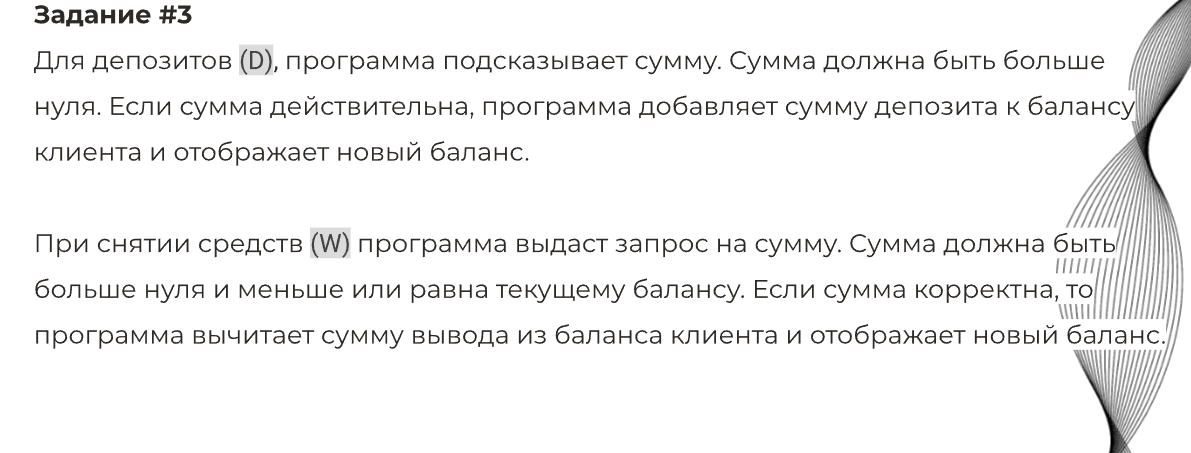 Задание #3
Для депозитов (D), программа подсказывает сумму. Сумма должна быть больше
нуля. Если сумма действительна, программа добавляет сумму депозита к балансу
клиента и отображает новый баланс.
При снятии средств (W) программа выдаст запрос на сумму. Сумма должна быть
больше нуля и меньше или равна текущему балансу. Если сумма корректна, то
программа вычитает сумму вывода из баланса клиента и отображает новый баланс.